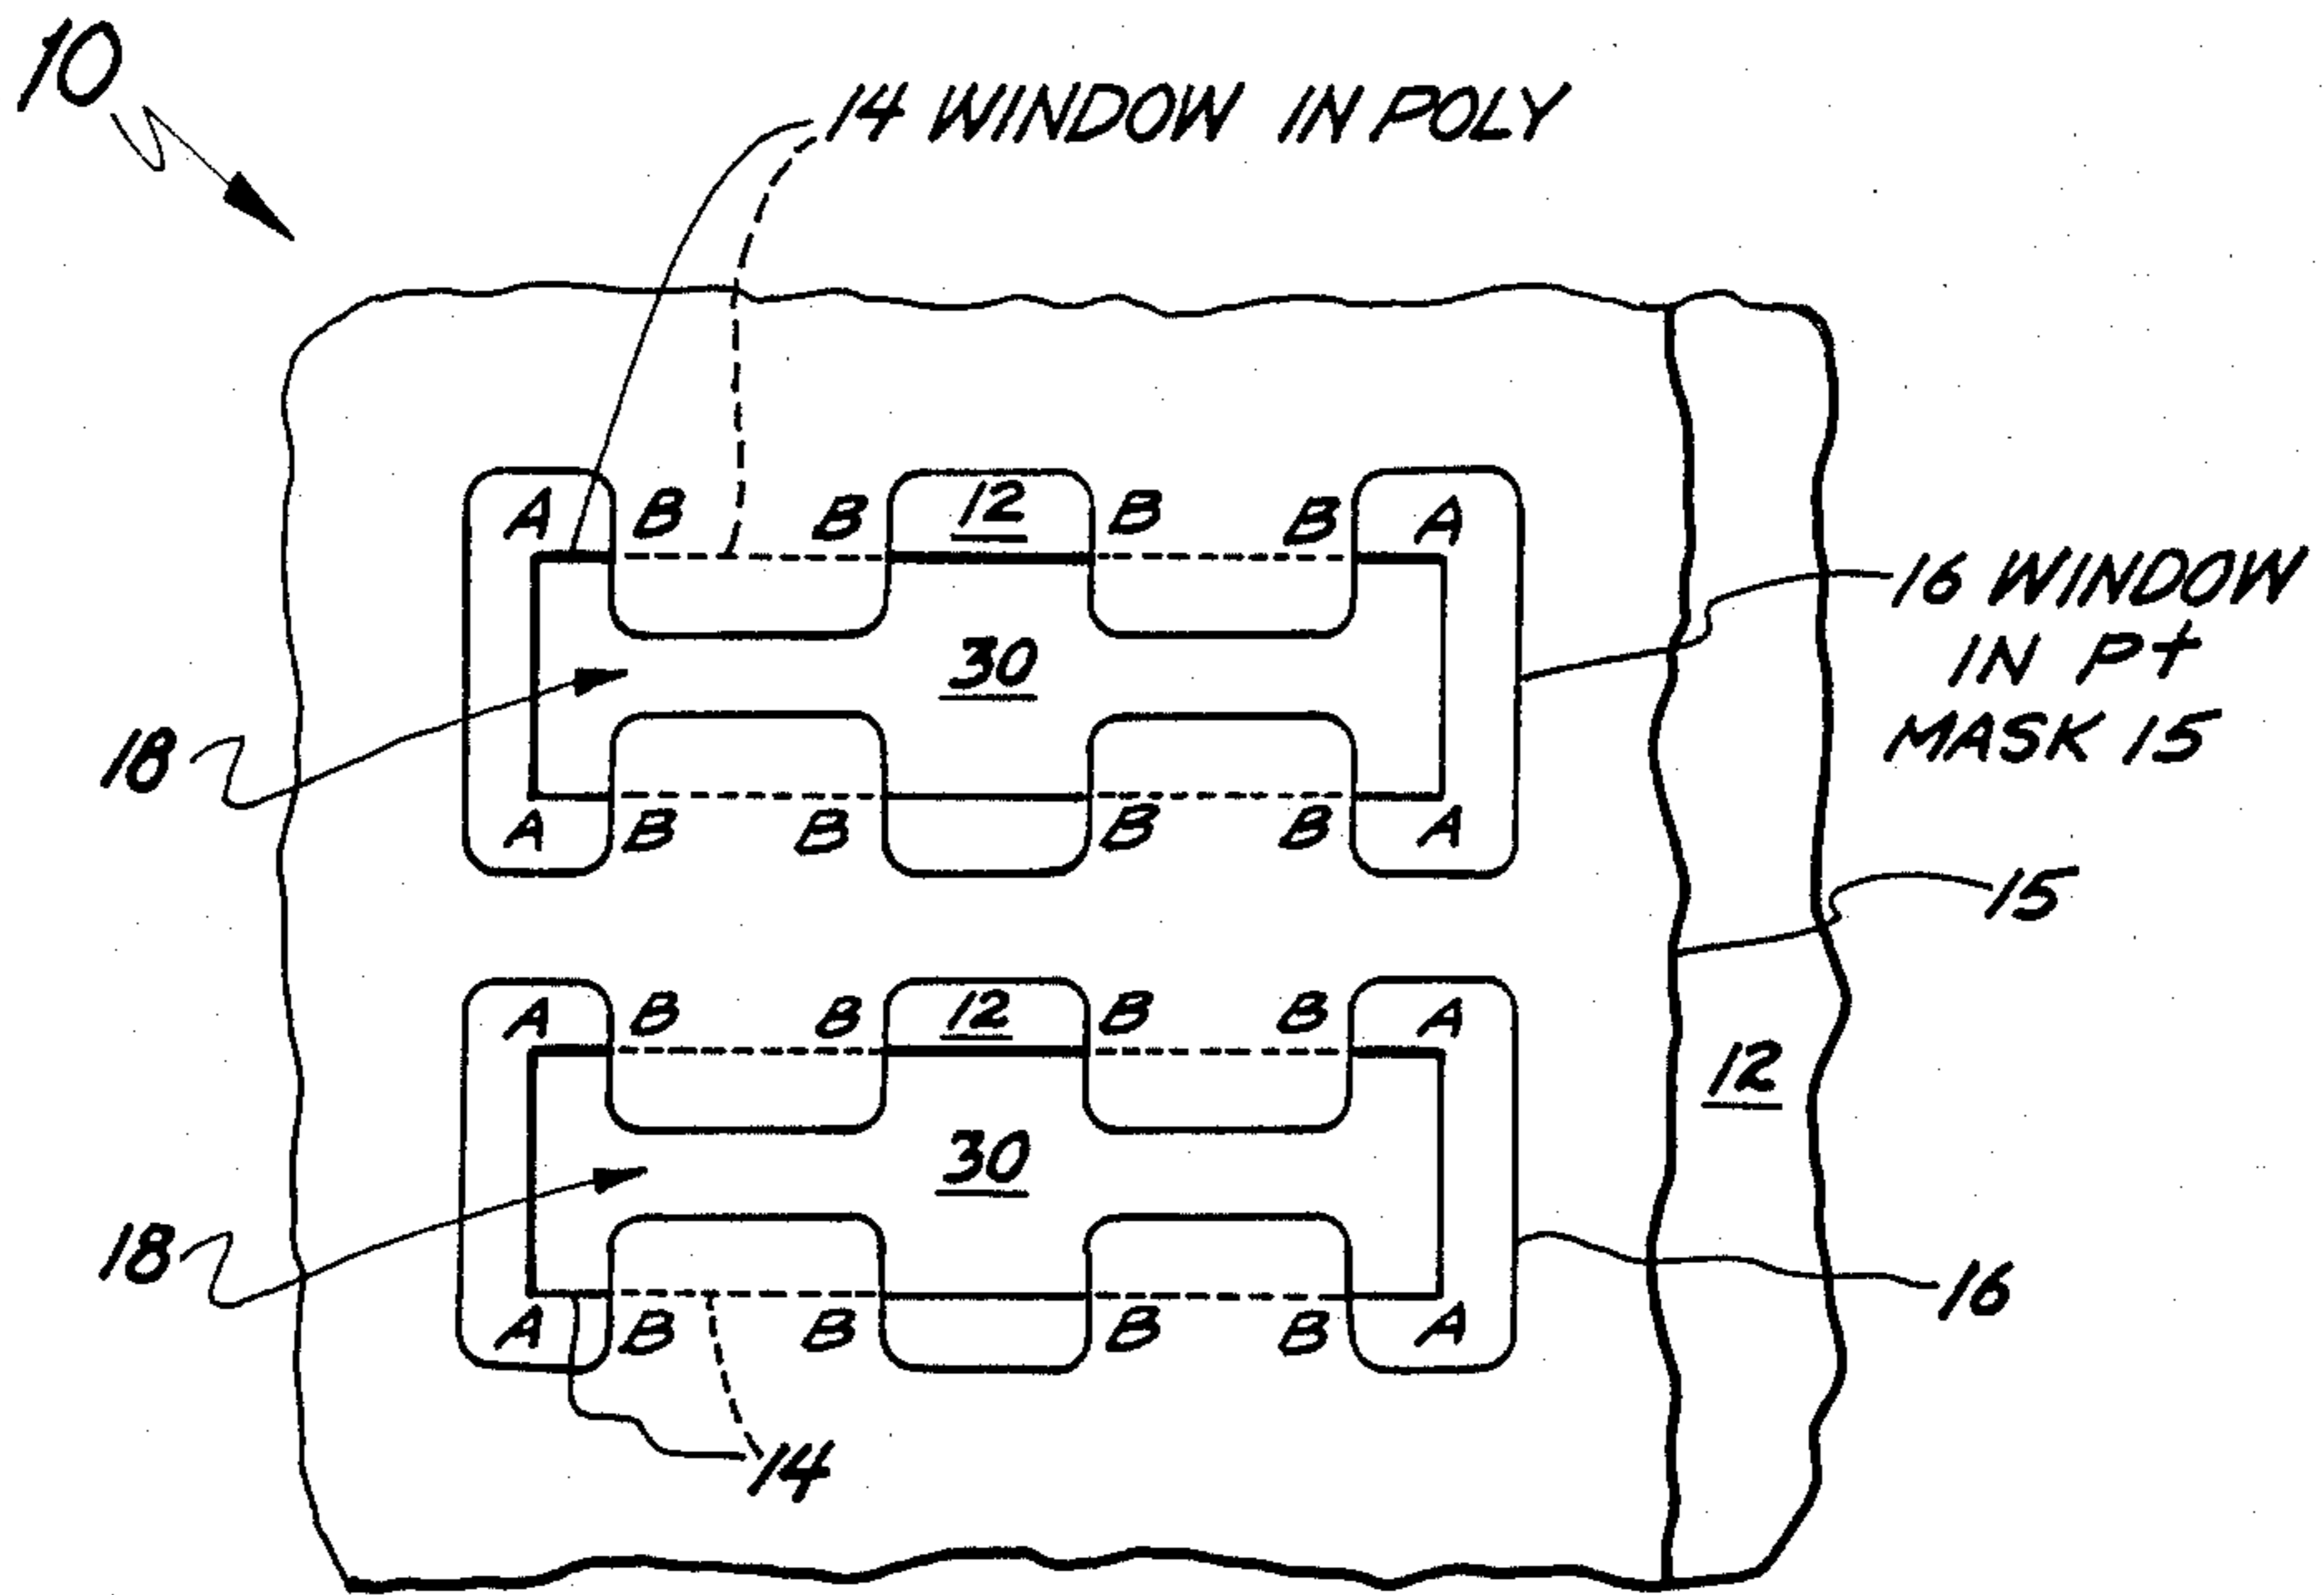 10
14 WINDOW IN POLY
A B B 12 B B A
30
16 WINDOW
IN P+
MASK 15
18
A B B B B A
15
A B B 12 B B A
12
30
18
16
A B B B B A
14